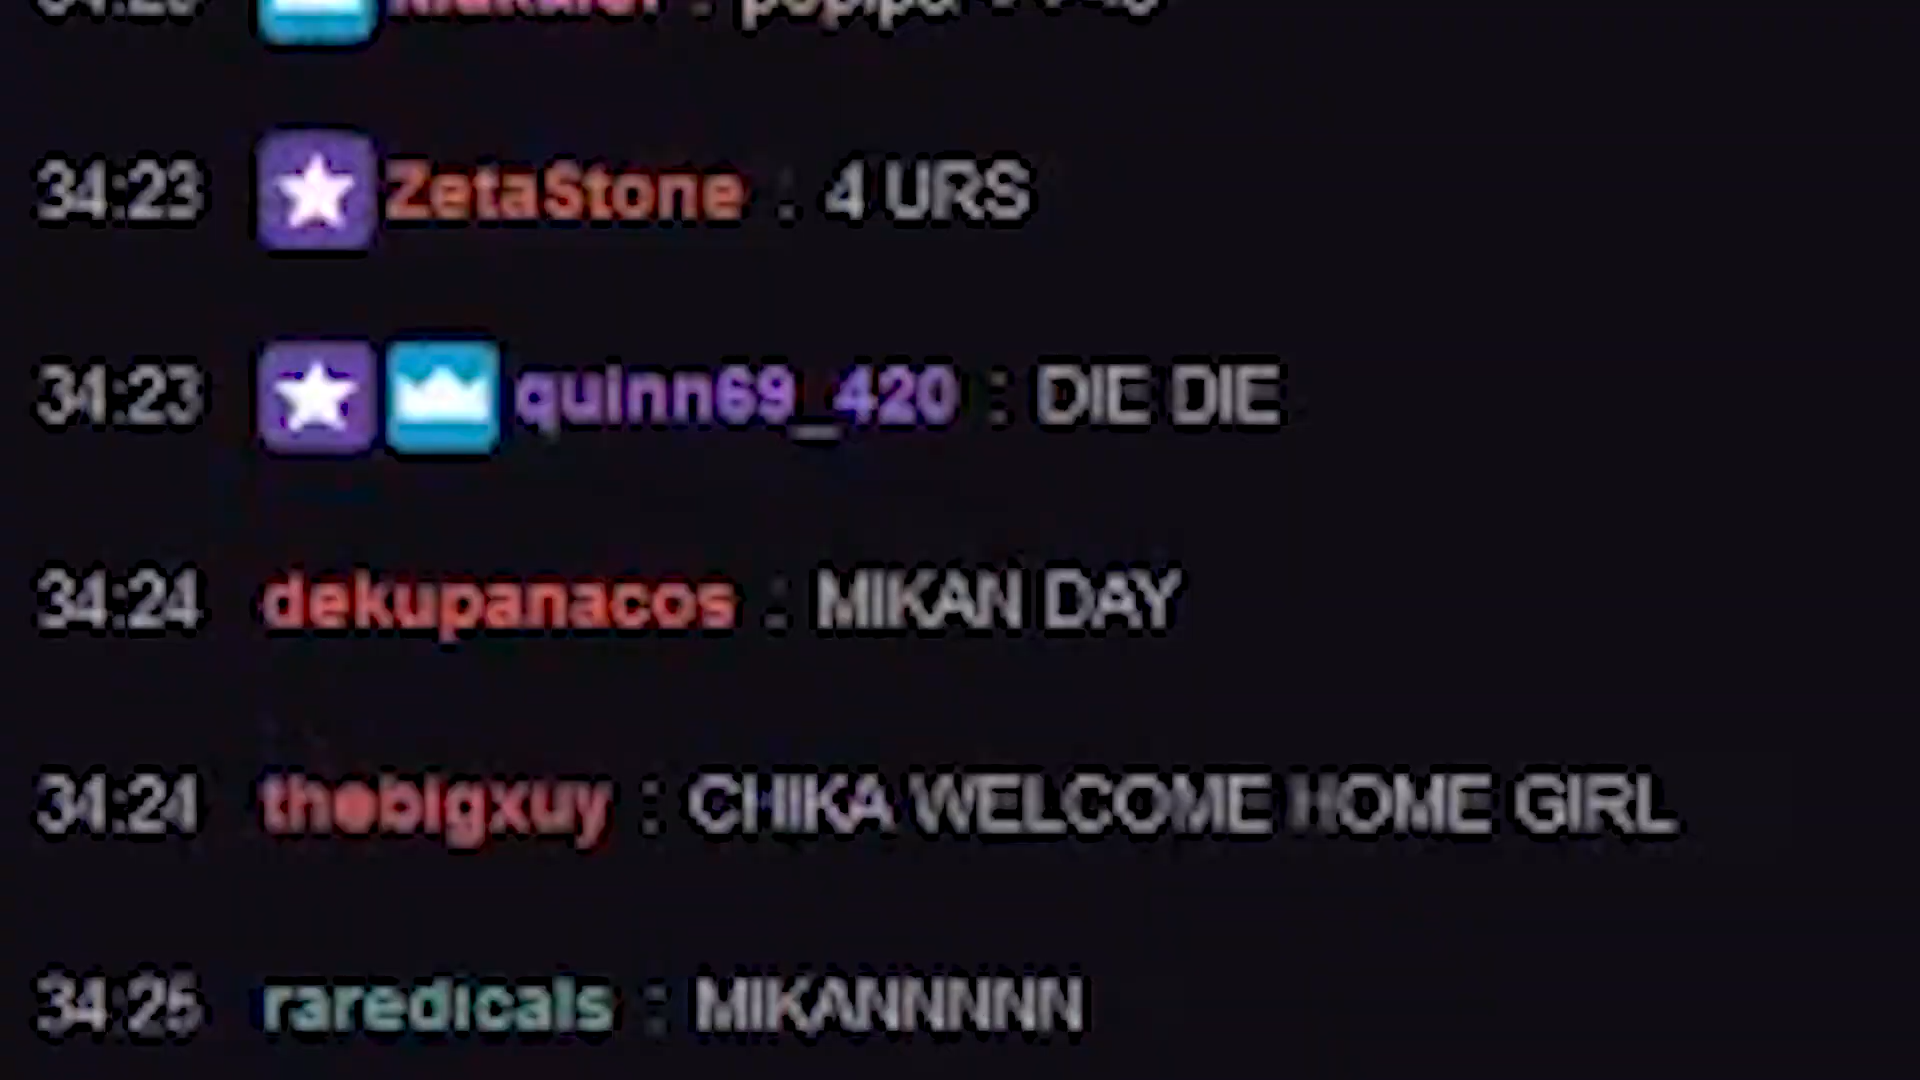 34:23 ZetaStone : 4 URS
34:23 quinn69_420 : DIE DIE
34:24 dekupanacos : MIKAN DAY
34:24 thebigxuy : CHIKA WELCOME HOME GIRL
34:25 raredicals : MIKANNNNN